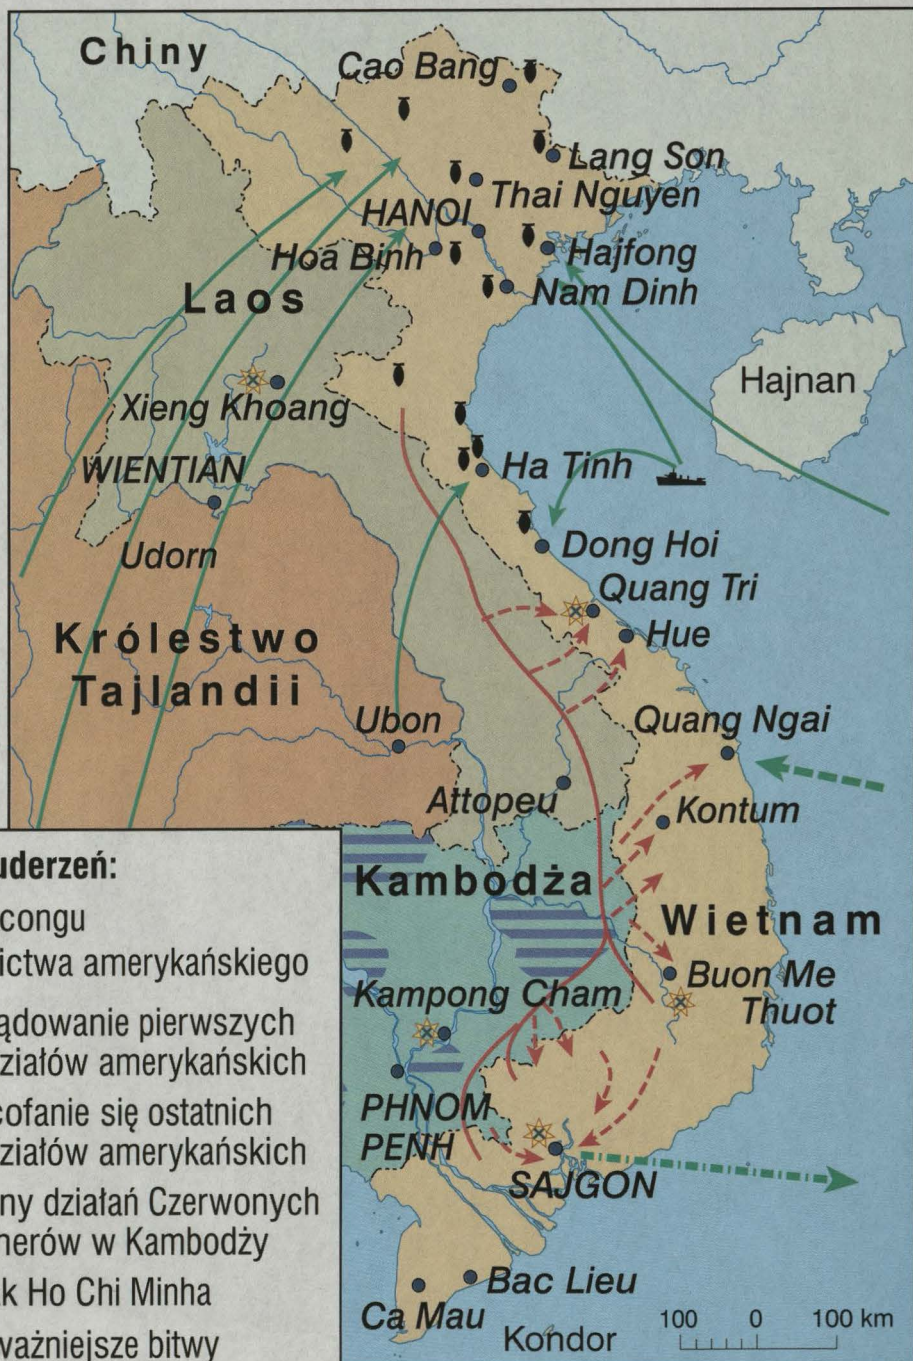 Chiny
Cao Bang
Lang Son
Thai Nguyen
HANOI
Hoa Binh
Hajfong
Nam Dinh
Laos
Hajnan
Xieng Khoang
WIENTIAN
Ha Tinh
Udorn
Dong Hoi
Quang Tri
Hue
Królestwo
Tajlandii
Ubon
Quang Ngai
Attopeu
Kontum
Kambodża
Wietnam
Buon Me
Thuot
Kampong Cham
PHNOM
PENH
SAJGON
Bac Lieu
Ca Mau
Kondor
100 0 100 km
uderzeń:
congu
ictwa amerykańskiego
ądowanie pierwszych
działów amerykańskich
cofanie się ostatnich
działów amerykańskich
ny działań Czerwonych
merów w Kambodży
k Ho Chi Minha
ważniejsze bitwy